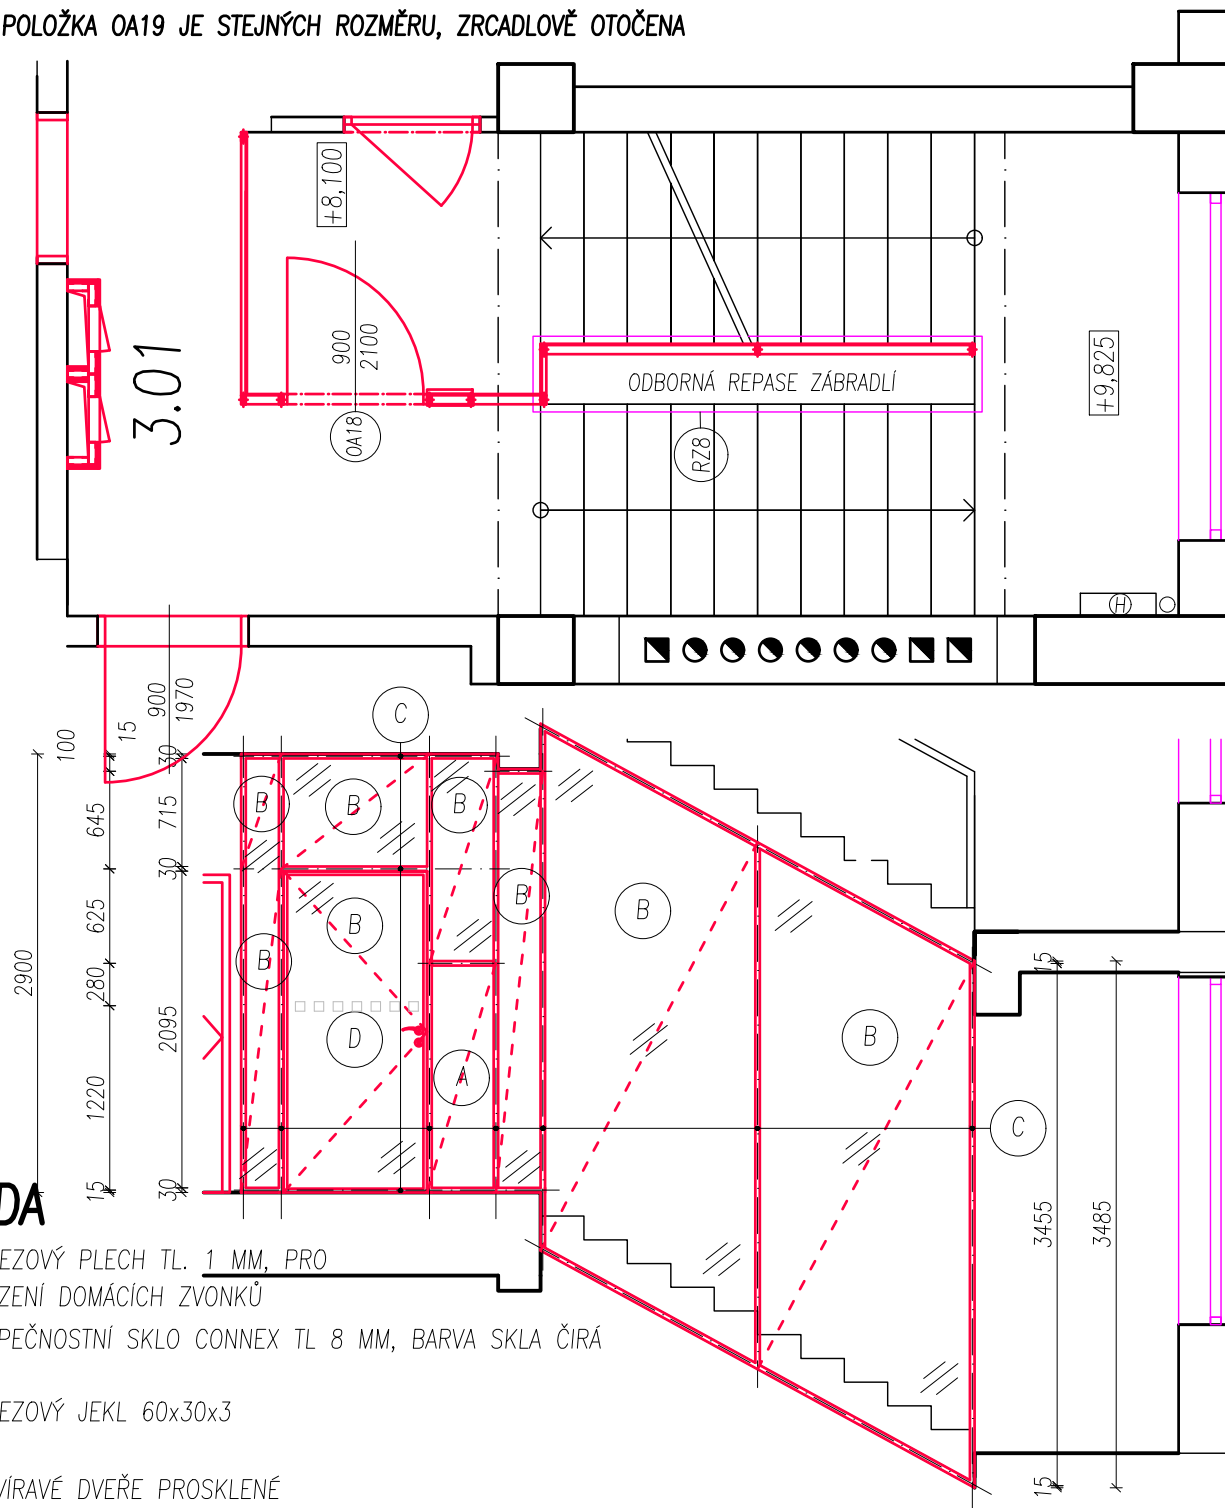 POLOŽKA OA19 JE STEJNÝCH ROZMĚRU, ZRCADLOVĚ OTOČENA
+8,100
900
2100
OA18
3.01
ODBORNÁ REPASE ZÁBRADLÍ
RZ8
+9,825
H
900
1970
C
100
15
30
645
715
B
B
B
30
B
B
B
625
B
2900
280
2095
D
A
B
1220
C
15
30
15
3455
3485
15
DA
EZOVÝ PLECH TL. 1 MM, PRO
ZENÍ DOMÁCÍCH ZVONKŮ
PEČNOSTNÍ SKLO CONNEX TL 8 MM, BARVA SKLA ČIRÁ
EZOVÝ JEKL 60x30x3
VÍRAVÉ DVEŘE PROSKLENÉ